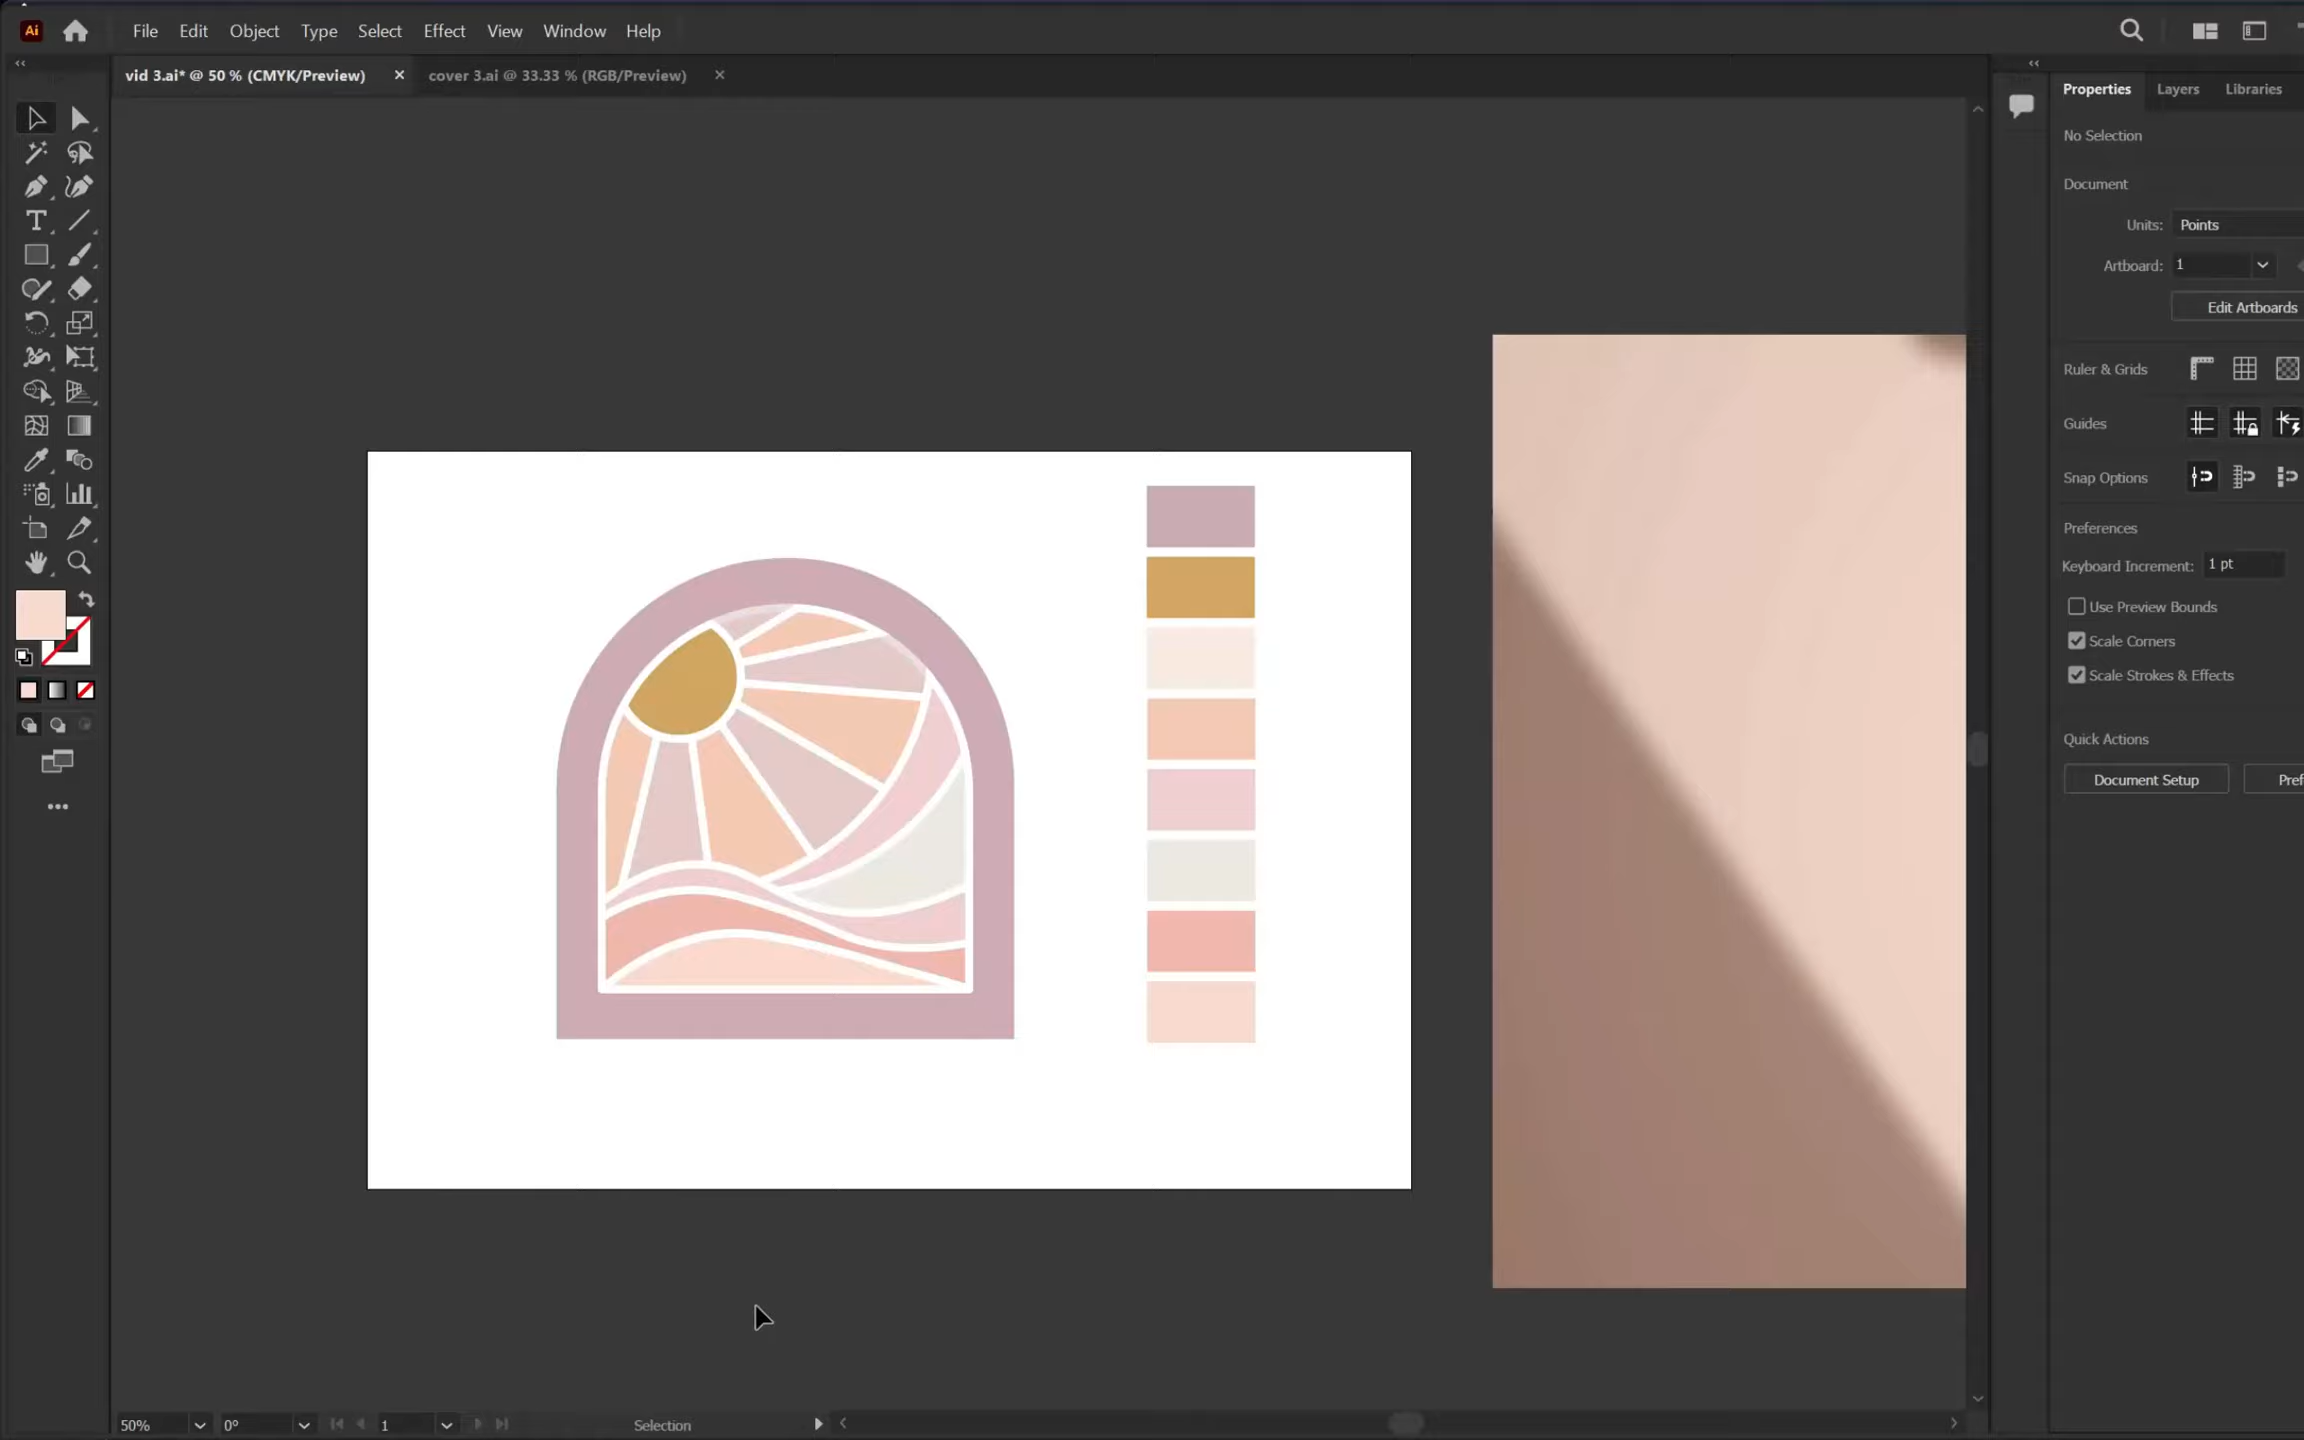 Ai File Edit Object Type Select Effect View Window Help
vid 3.ai* @ 50 % (CMYK/Preview) × cover 3.ai @ 33.33 % (RGB/Preview) ×
Properties Layers Libraries
No Selection
Document
Units: Points
Artboard: 1
Edit Artboards
Ruler & Grids
Guides
Snap Options
Preferences
Keyboard Increment: 1 pt
Use Preview Bounds
Scale Corners
Scale Strokes & Effects
Quick Actions
Document Setup Pref
50% 0° 1 Selection